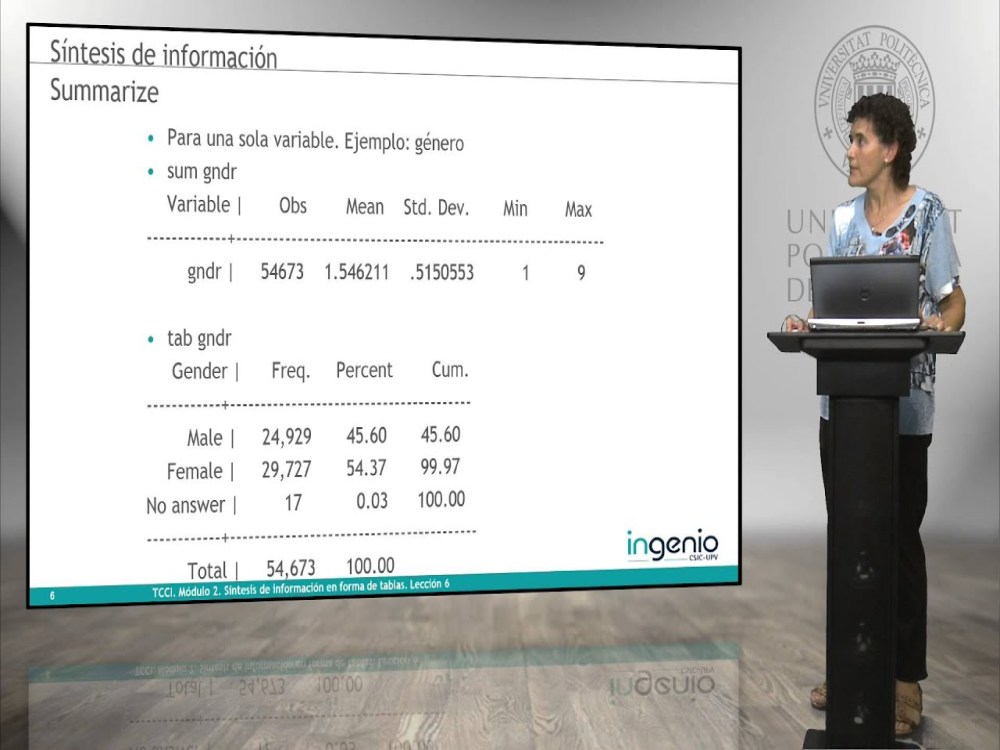 Síntesis de información
Summarize
• Para una sola variable. Ejemplo: género
• sum gndr
Variable | Obs Mean Std. Dev. Min Max
-------------+--------------------------------------------------------
gndr | 54673 1.546211 .5150553 1 9
• tab gndr
Gender | Freq. Percent Cum.
------------+-----------------------------------
Male | 24,929 45.60 45.60
Female | 29,727 54.37 99.97
No answer | 17 0.03 100.00
------------+-----------------------------------
Total | 54,673 100.00
ingenio
CSIC-UPV
6 TCCI. Módulo 2. Síntesis de información en forma de tablas. Lección 6
UNIVERSITAT POLITECNICA
UN T
PO
DE